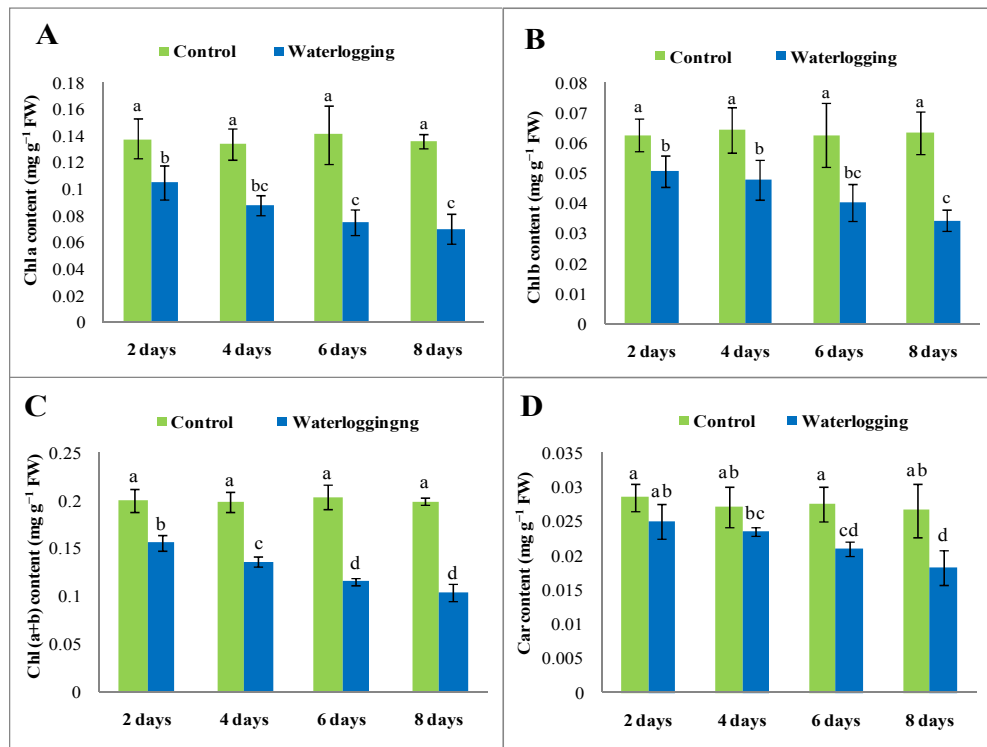 A
Control Waterlogging
Chl a content (mg g⁻¹ FW)
0.18
0.16
0.14
0.12
0.1
0.08
0.06
0.04
0.02
0
a
b
a
bc
a
c
a
c
2 days 4 days 6 days 8 days
B
Control Waterlogging
Chl b content (mg g⁻¹ FW)
0.08
0.07
0.06
0.05
0.04
0.03
0.02
0.01
0
a
b
a
b
a
bc
a
c
2 days 4 days 6 days 8 days
C
Control Waterloggingng
Chl (a+b) content (mg g⁻¹ FW)
0.25
0.2
0.15
0.1
0.05
0
a
b
a
c
a
d
a
d
2 days 4 days 6 days 8 days
D
Control Waterlogging
Car content (mg g⁻¹ FW)
0.035
0.03
0.025
0.02
0.015
0.01
0.005
0
a
ab
ab
bc
a
cd
ab
d
2 days 4 days 6 days 8 days